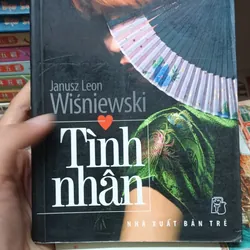 Janusz Leon
Wiśniewski
Tình
nhân
NHÀ XUẤT BẢN TRẺ